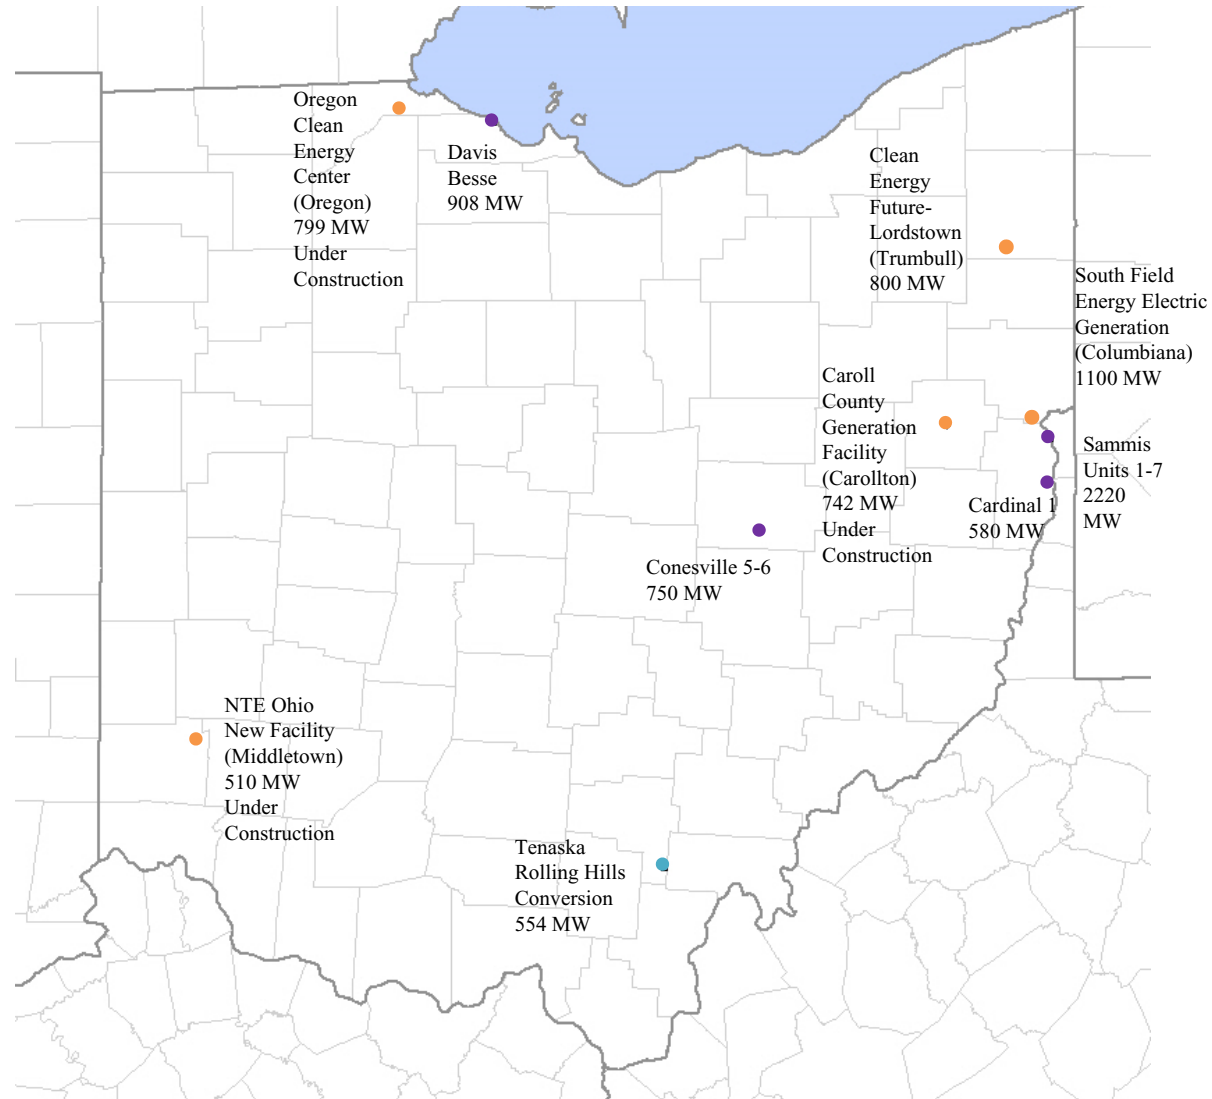 Oregon
Clean
Energy
Center
(Oregon)
799 MW
Under
Construction
Davis
Besse
908 MW
Clean
Energy
Future-
Lordstown
(Trumbull)
800 MW
South Field
Energy Electric
Generation
(Columbiana)
1100 MW
Caroll
County
Generation
Facility
(Carollton)
742 MW
Under
Construction
Sammis
Units 1-7
2220
MW
Cardinal 1
580 MW
Conesville 5-6
750 MW
NTE Ohio
New Facility
(Middletown)
510 MW
Under
Construction
Tenaska
Rolling Hills
Conversion
554 MW